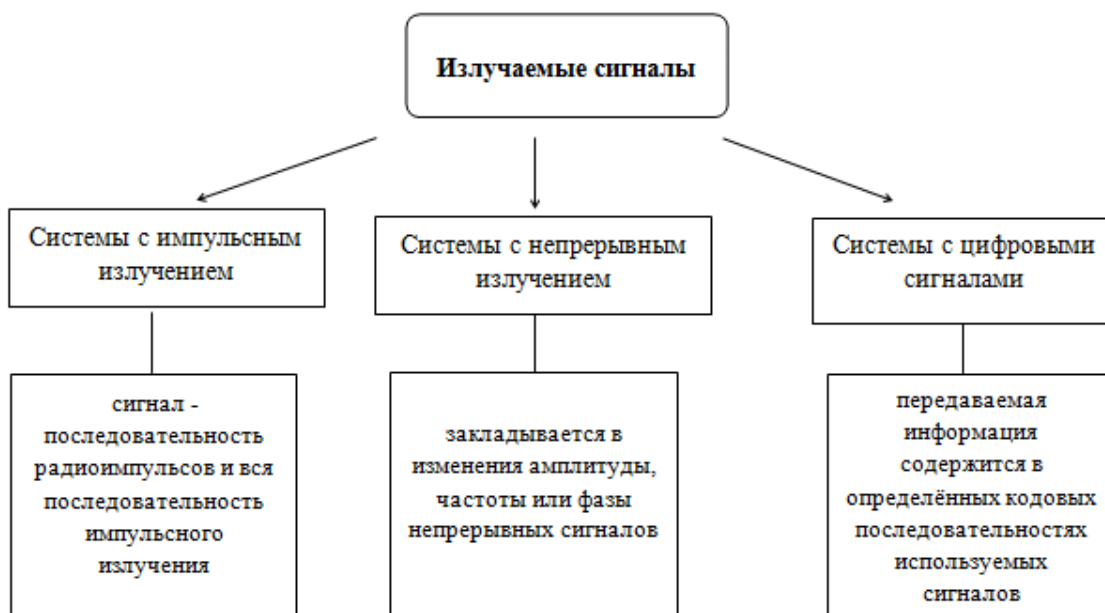 Излучаемые сигналы
Системы с импульсным
излучением
Системы с непрерывным
излучением
Системы с цифровыми
сигналами
сигнал -
последовательность
радиоимпульсов и вся
последовательность
импульсного
излучения
закладывается в
изменения амплитуды,
частоты или фазы
непрерывных сигналов
передаваемая
информация
содержится в
определённых кодовых
последовательностях
используемых
сигналов